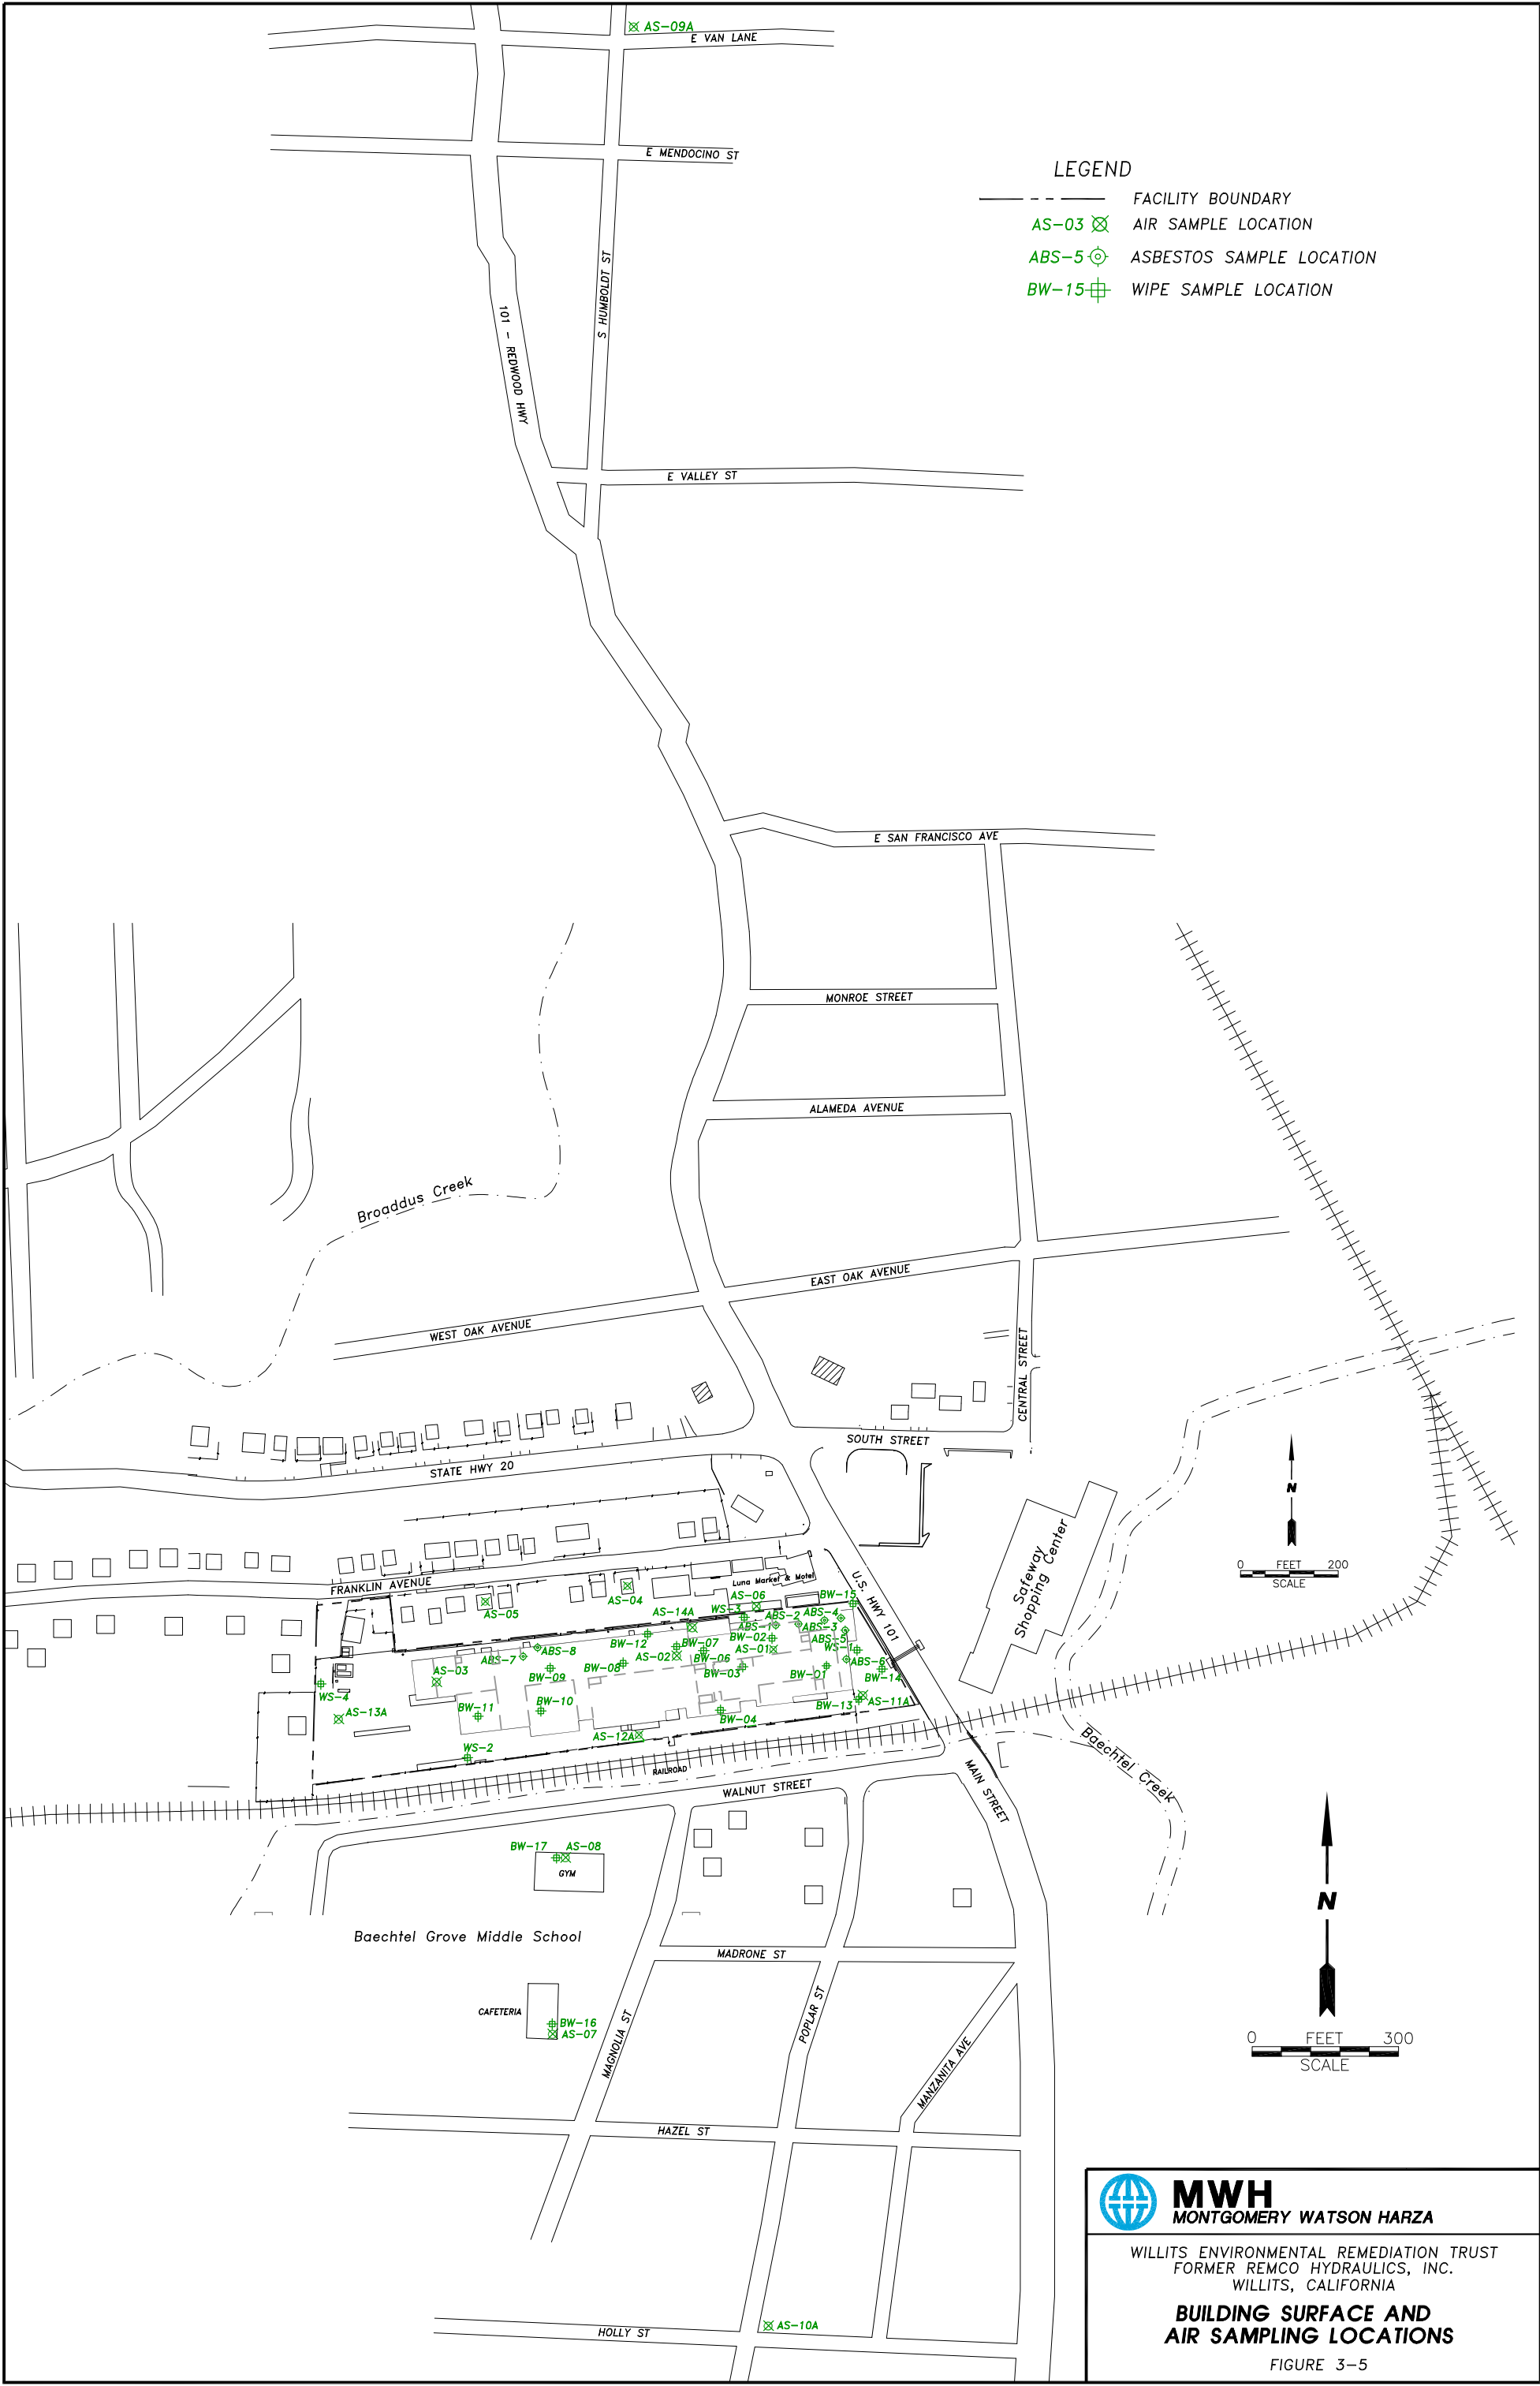 AS-09A
E VAN LANE
E MENDOCINO ST
LEGEND
FACILITY BOUNDARY
AS-03 AIR SAMPLE LOCATION
ABS-5 ASBESTOS SAMPLE LOCATION
BW-15 WIPE SAMPLE LOCATION
S HUMBOLDT ST
101 - REDWOOD HWY
E VALLEY ST
E SAN FRANCISCO AVE
MONROE STREET
ALAMEDA AVENUE
Broaddus Creek
EAST OAK AVENUE
WEST OAK AVENUE
CENTRAL STREET
SOUTH STREET
STATE HWY 20
N
0 FEET 200
SCALE
Safeway
Shopping Center
FRANKLIN AVENUE
Luna Market & Motel
U.S. HWY 101
AS-05
AS-04
AS-06
BW-15
AS-14A
WS-3
ABS-2
ABS-4
ABS-1
ABS-3
BW-12
BW-07
BW-02
ABS-5
ABS-8
AS-02
AS-01
WS-1
ABS-7
BW-06
ABS-6
AS-03
BW-09
BW-08
BW-03
BW-01
BW-14
WS-4
AS-13A
BW-11
BW-10
BW-04
BW-13
AS-11A
AS-12A
WS-2
RAILROAD
Baechtel Creek
WALNUT STREET
MAIN STREET
BW-17
AS-08
GYM
N
Baechtel Grove Middle School
MADRONE ST
CAFETERIA
BW-16
AS-07
MAGNOLIA ST
POPLAR ST
MANZANITA AVE
0 FEET 300
SCALE
HAZEL ST
HOLLY ST
AS-10A
MWH
MONTGOMERY WATSON HARZA
WILLITS ENVIRONMENTAL REMEDIATION TRUST
FORMER REMCO HYDRAULICS, INC.
WILLITS, CALIFORNIA
BUILDING SURFACE AND
AIR SAMPLING LOCATIONS
FIGURE 3-5